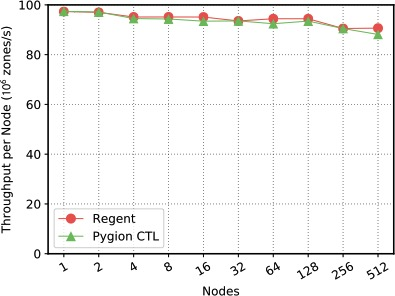 Throughput per Node (10⁶ zones/s)
100
80
60
40
20
0
Regent
Pygion CTL
1 2 4 8 16 32 64 128 256 512
Nodes